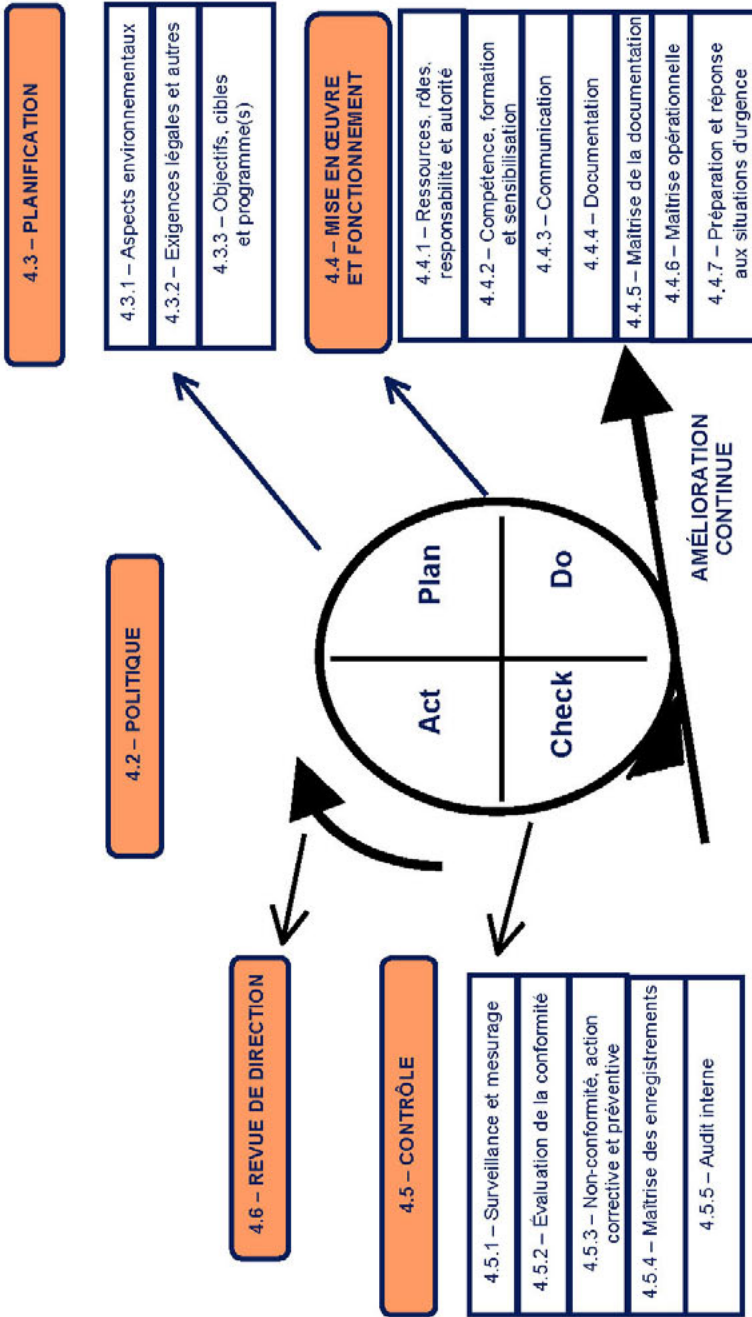 4.2 – POLITIQUE
4.3 – PLANIFICATION
4.3.1 – Aspects environnementaux
4.3.2 – Exigences légales et autres
4.3.3 – Objectifs, cibles
et programme(s)
4.4 – MISE EN ŒUVRE
ET FONCTIONNEMENT
4.4.1 – Ressources, rôles,
responsabilité et autorité
4.4.2 – Compétence, formation
et sensibilisation
4.4.3 – Communication
4.4.4 – Documentation
4.4.5 – Maîtrise de la documentation
4.4.6 – Maîtrise opérationnelle
4.4.7 – Préparation et réponse
aux situations d'urgence
4.6 – REVUE DE DIRECTION
4.5 – CONTRÔLE
4.5.1 – Surveillance et mesurage
4.5.2 – Évaluation de la conformité
4.5.3 – Non-conformité, action
corrective et préventive
4.5.4 – Maîtrise des enregistrements
4.5.5 – Audit interne
Act
Plan
Check
Do
AMÉLIORATION
CONTINUE